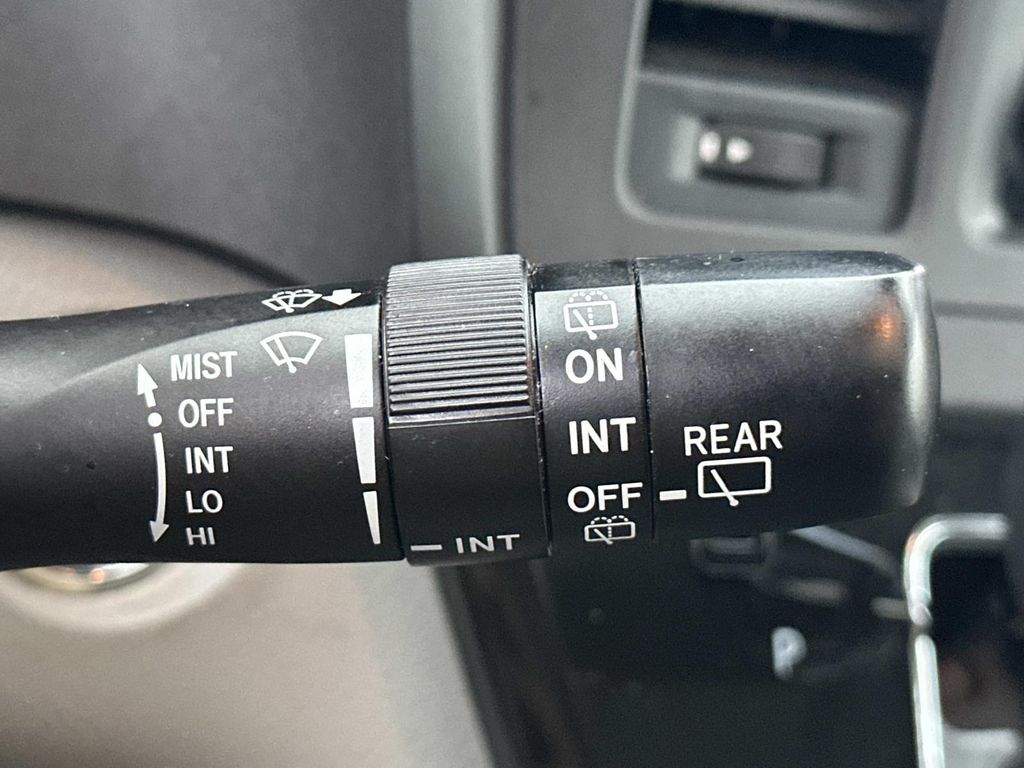 MIST
OFF
INT
LO
HI
INT
ON
INT
OFF
REAR
P